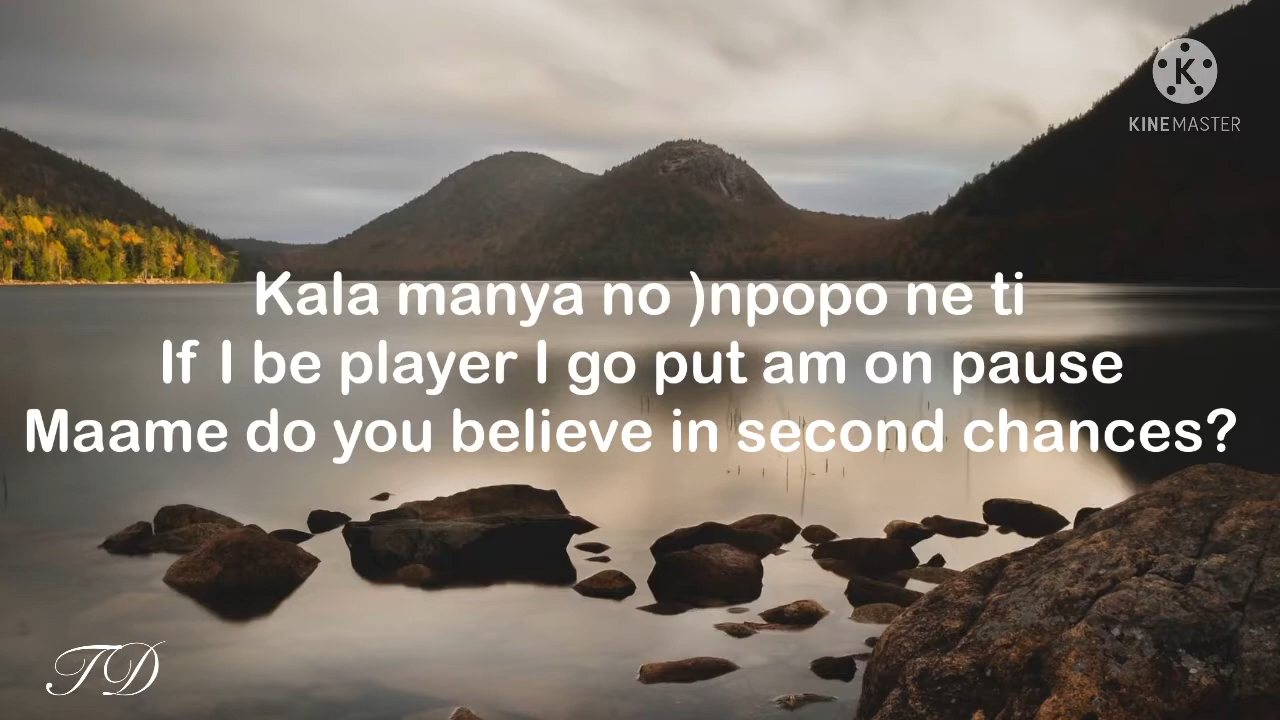 K
KINEMASTER
Kala manya no )npopo ne ti
If I be player I go put am on pause
Maame do you believe in second chances?
TD